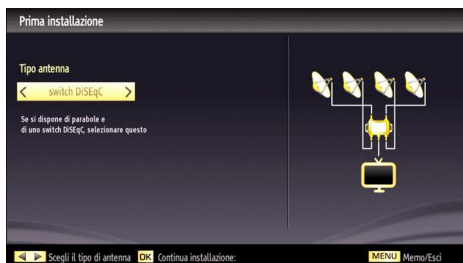 Prima installazione
Tipo antenna
switch DiSEqC
Se si dispone di parabole e
di uno switch DiSEqC, selezionare questo
Scegli il tipo di antenna OK Continua installazione: MENU Memo/Esci